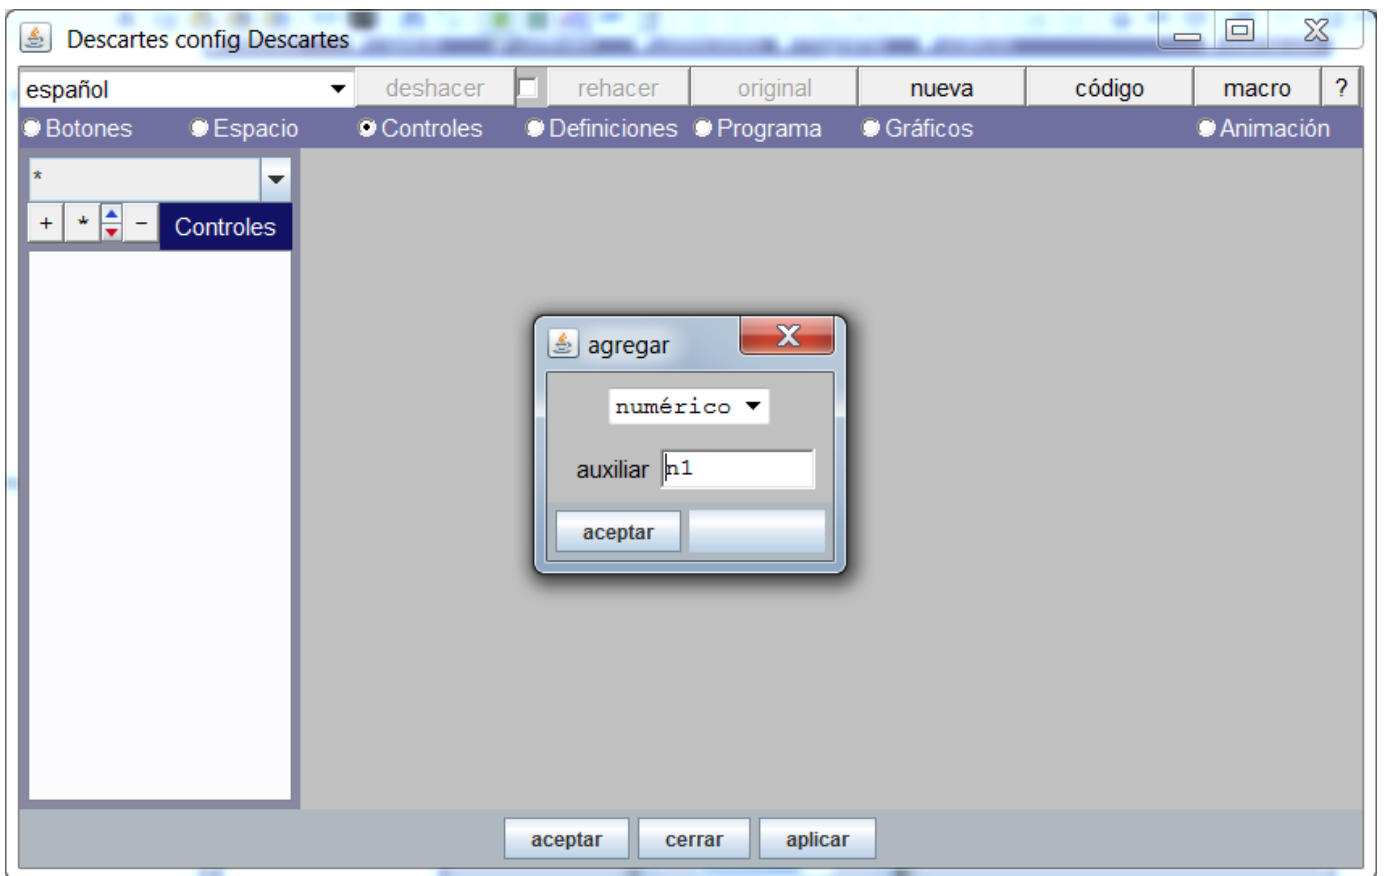 Descartes config Descartes
español deshacer rehacer original nueva código macro ?
Botones Espacio Controles Definiciones Programa Gráficos Animación
*
+ * - Controles
agregar
numérico
auxiliar n1
aceptar
aceptar cerrar aplicar